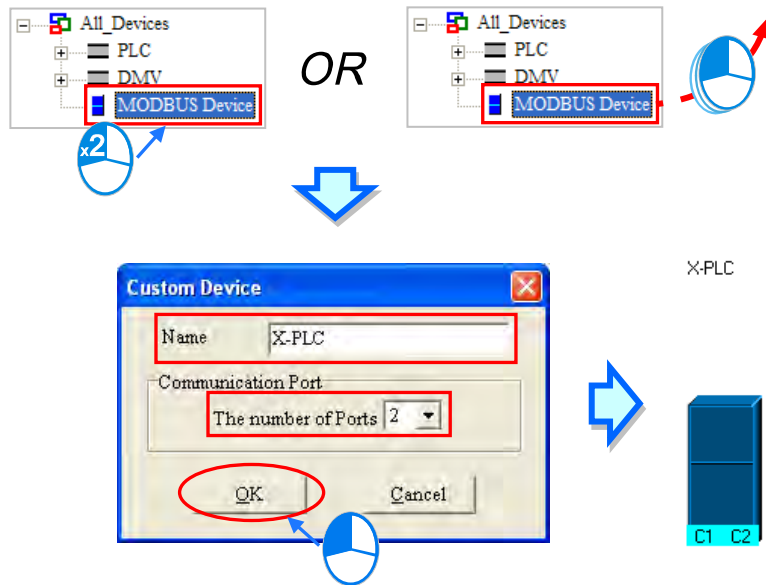 All_Devices
PLC
DMV
MODBUS Device
x2
OR
All_Devices
PLC
DMV
MODBUS Device
Custom Device
Name X-PLC
Communication Port
The number of Ports 2
OK Cancel
X-PLC
C1 C2